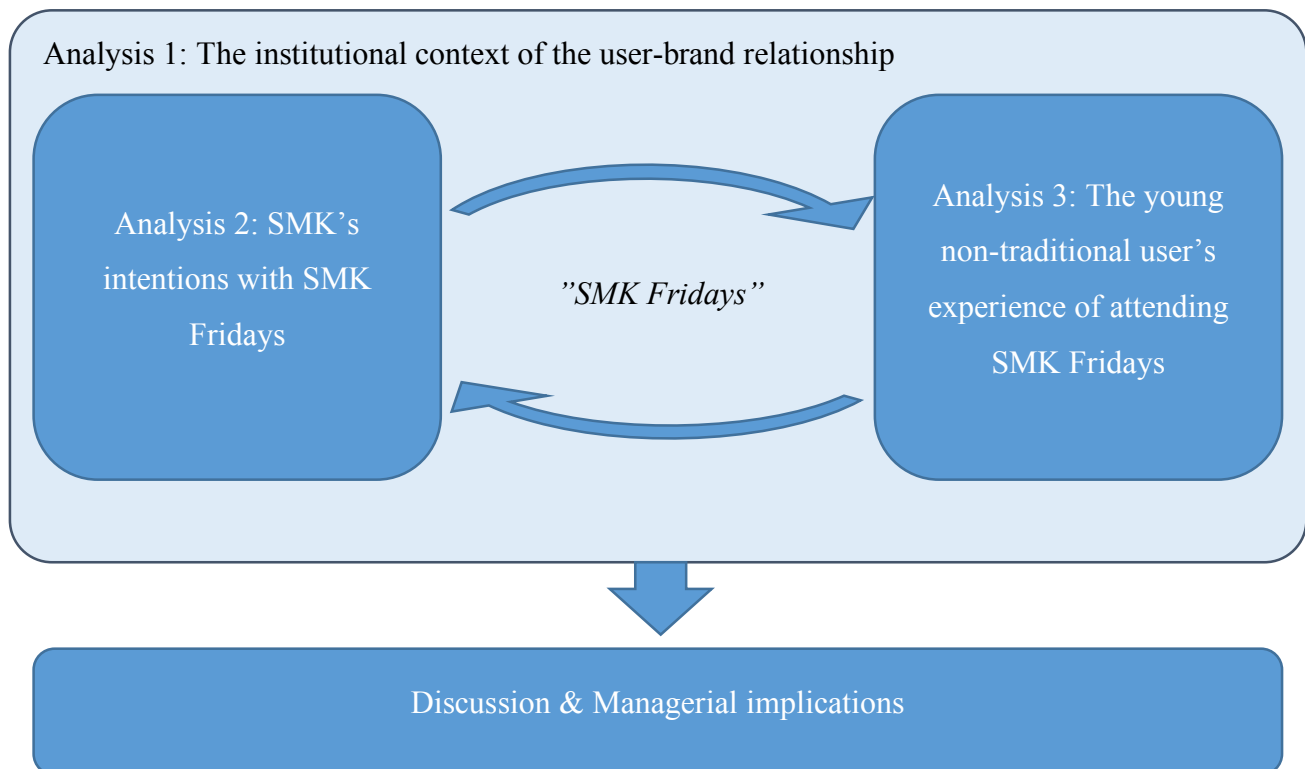 Analysis 1: The institutional context of the user-brand relationship
Analysis 2: SMK’s
intentions with SMK
Fridays
”SMK Fridays”
Analysis 3: The young
non-traditional user’s
experience of attending
SMK Fridays
Discussion & Managerial implications